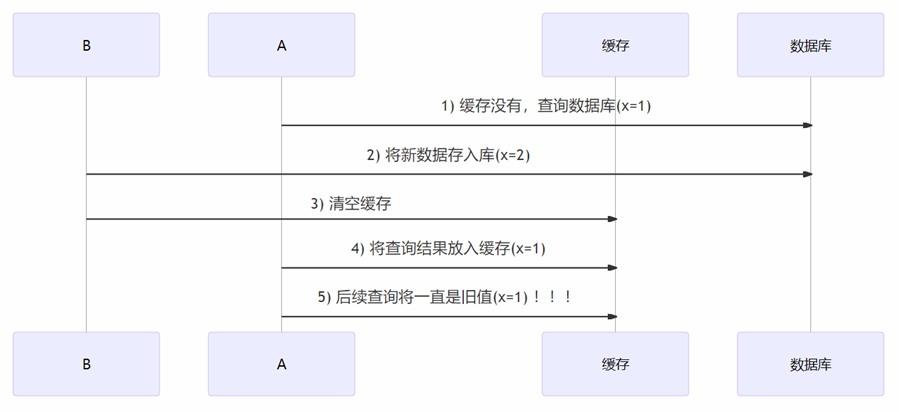 B
A
缓存
数据库
1) 缓存没有，查询数据库(x=1)
2) 将新数据存入库(x=2)
3) 清空缓存
4) 将查询结果放入缓存(x=1)
5) 后续查询将一直是旧值(x=1)！！！
B
A
缓存
数据库